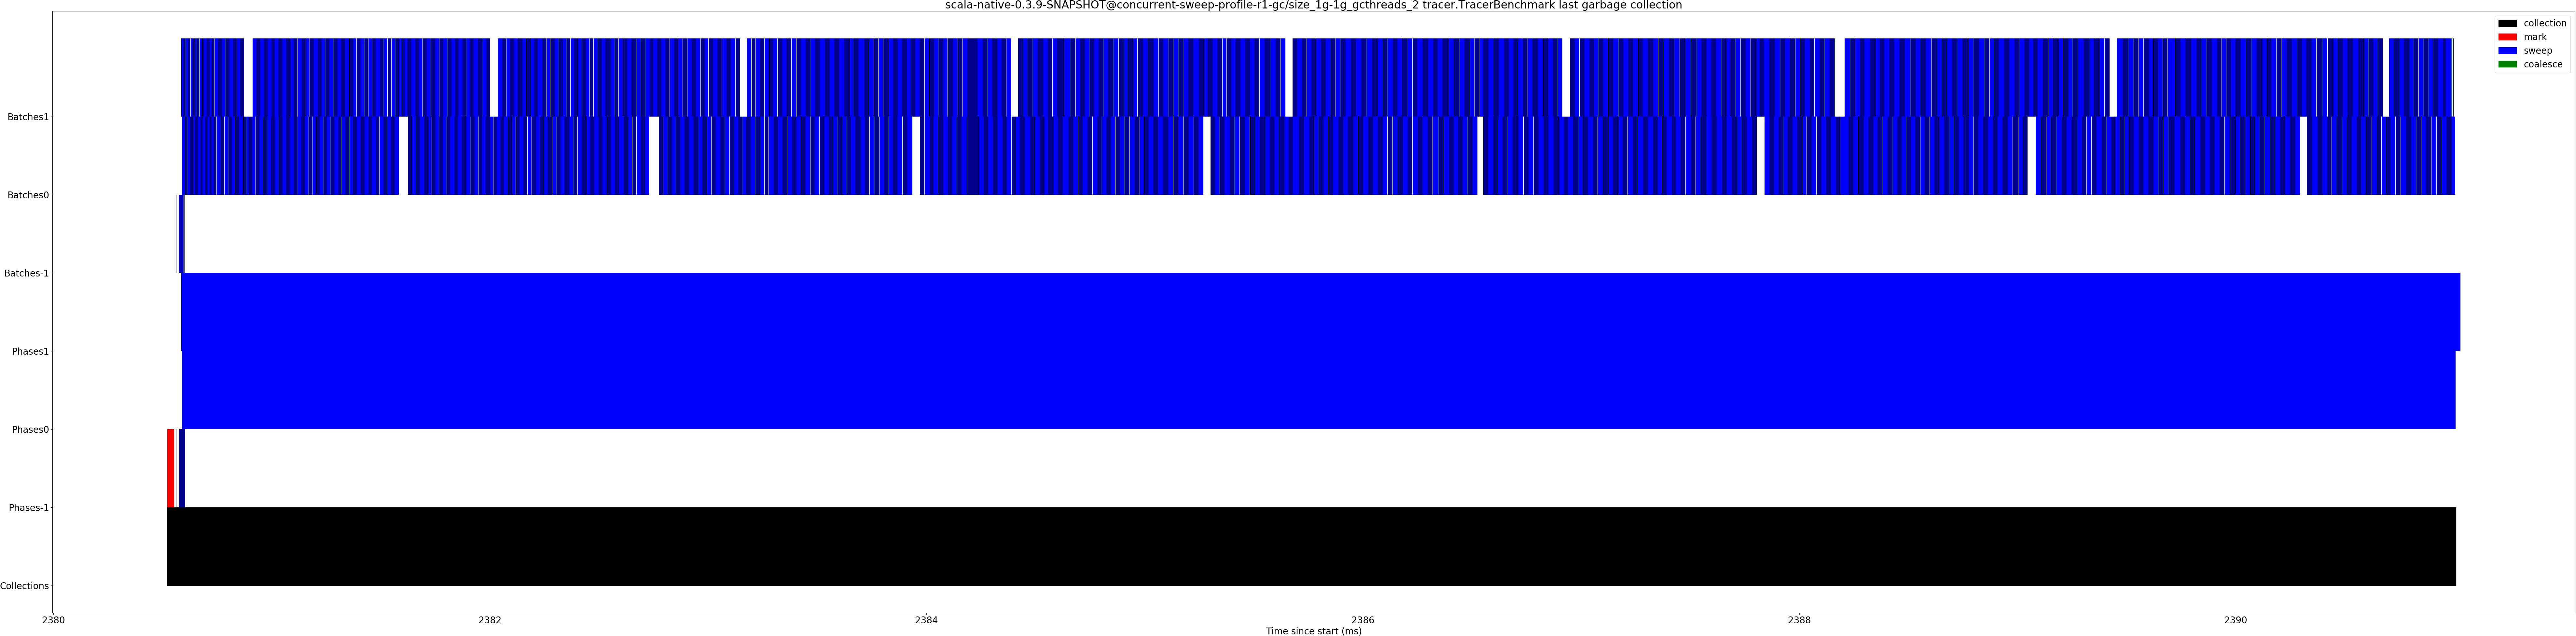 scala-native-0.3.9-SNAPSHOT@concurrent-sweep-profile-r1-gc/size_1g-1g_gcthreads_2 tracer.TracerBenchmark last garbage collection
collection
mark
sweep
coalesce
Batches1
Batches0
Batches-1
Phases1
Phases0
Phases-1
Collections
2380 2382 2384 2386 2388 2390
Time since start (ms)